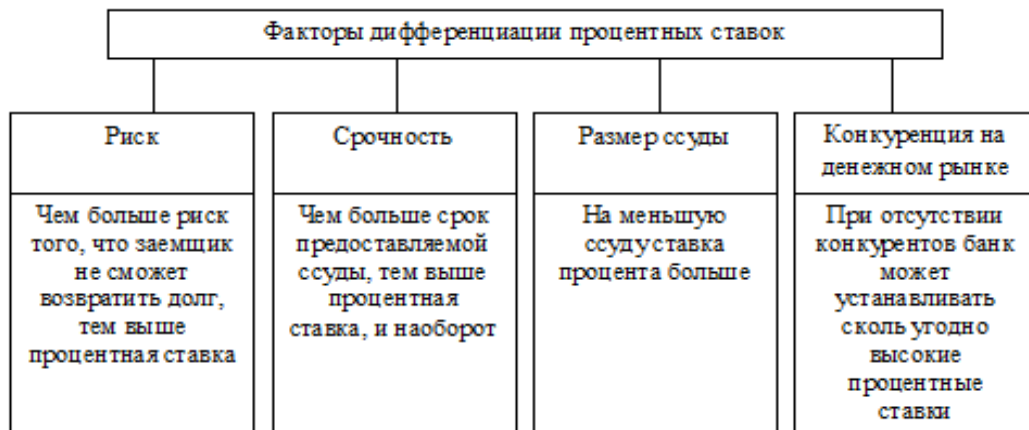 Факторы дифференциации процентных ставок
Риск
Чем больше риск
того, что заемщик
не сможет
возвратить долг,
тем выше
процентная ставка
Срочность
Чем больше срок
предоставляемой
ссуды, тем выше
процентная
ставка, и наоборот
Размер ссуды
На меньшую
ссуду ставка
процента больше
Конкуренция на
денежном рынке
При отсутствии
конкурентов банк
может
устанавливать
сколь угодно
высокие
процентные
ставки